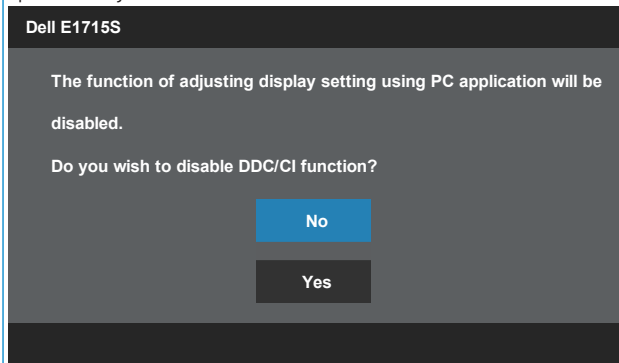 Dell E1715S
The function of adjusting display setting using PC application will be
disabled.
Do you wish to disable DDC/CI function?
No
Yes